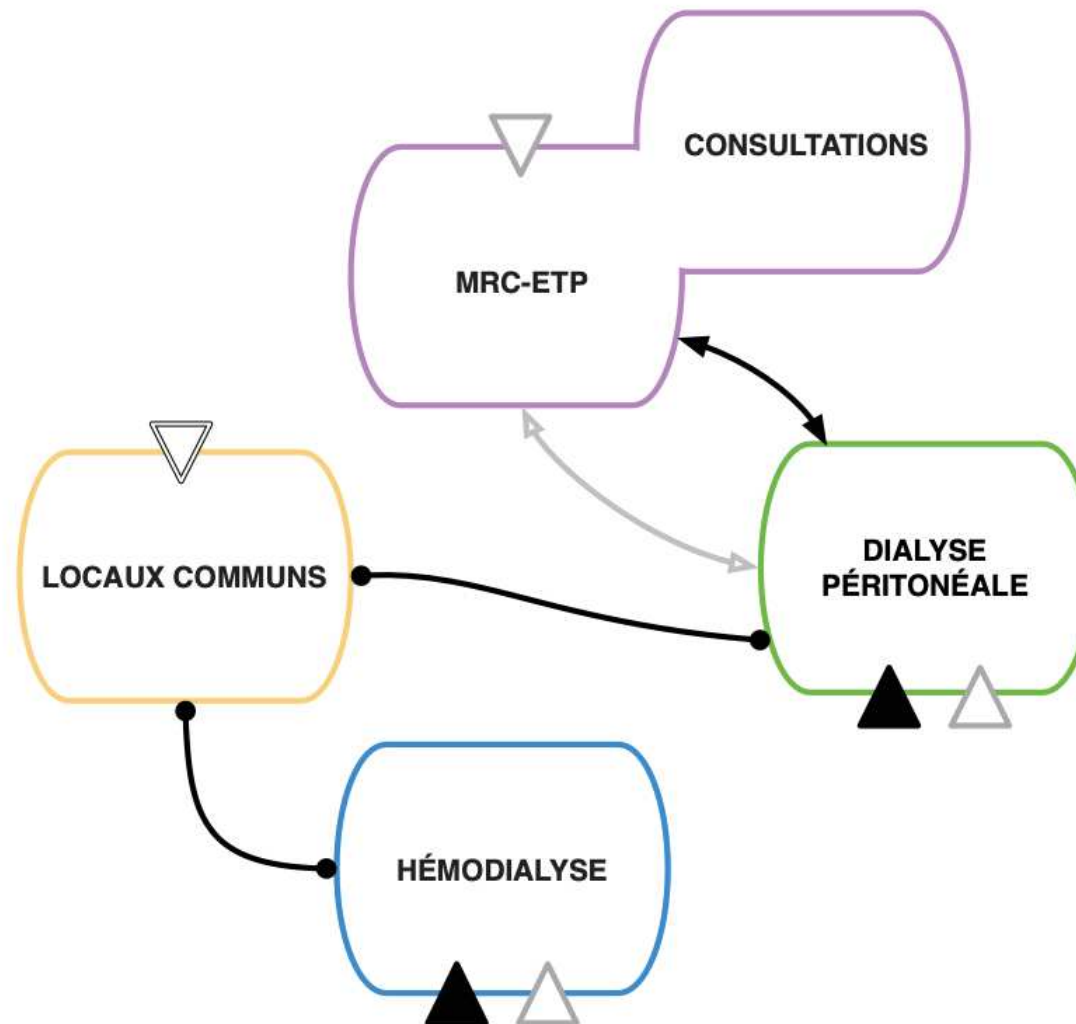 CONSULTATIONS
MRC-ETP
LOCAUX COMMUNS
DIALYSE
PÉRITONÉALE
HÉMODIALYSE